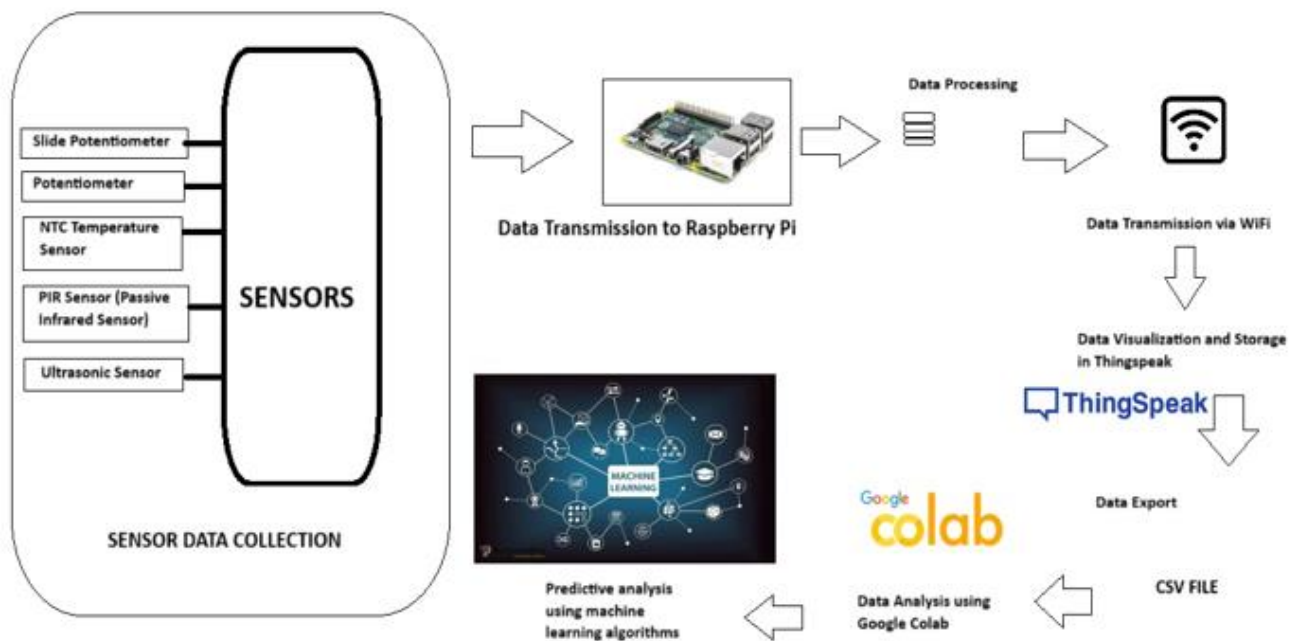 Slide Potentiometer
Potentiometer
NTC Temperature
Sensor
PIR Sensor (Passive
Infrared Sensor)
Ultrasonic Sensor
SENSORS
SENSOR DATA COLLECTION
Data Transmission to Raspberry Pi
Data Processing
Data Transmission via WiFi
Data Visualization and Storage
in Thingspeak
ThingSpeak
Data Export
CSV FILE
Google
colab
Data Analysis using
Google Colab
MACHINE
LEARNING
Predictive analysis
using machine
learning algorithms